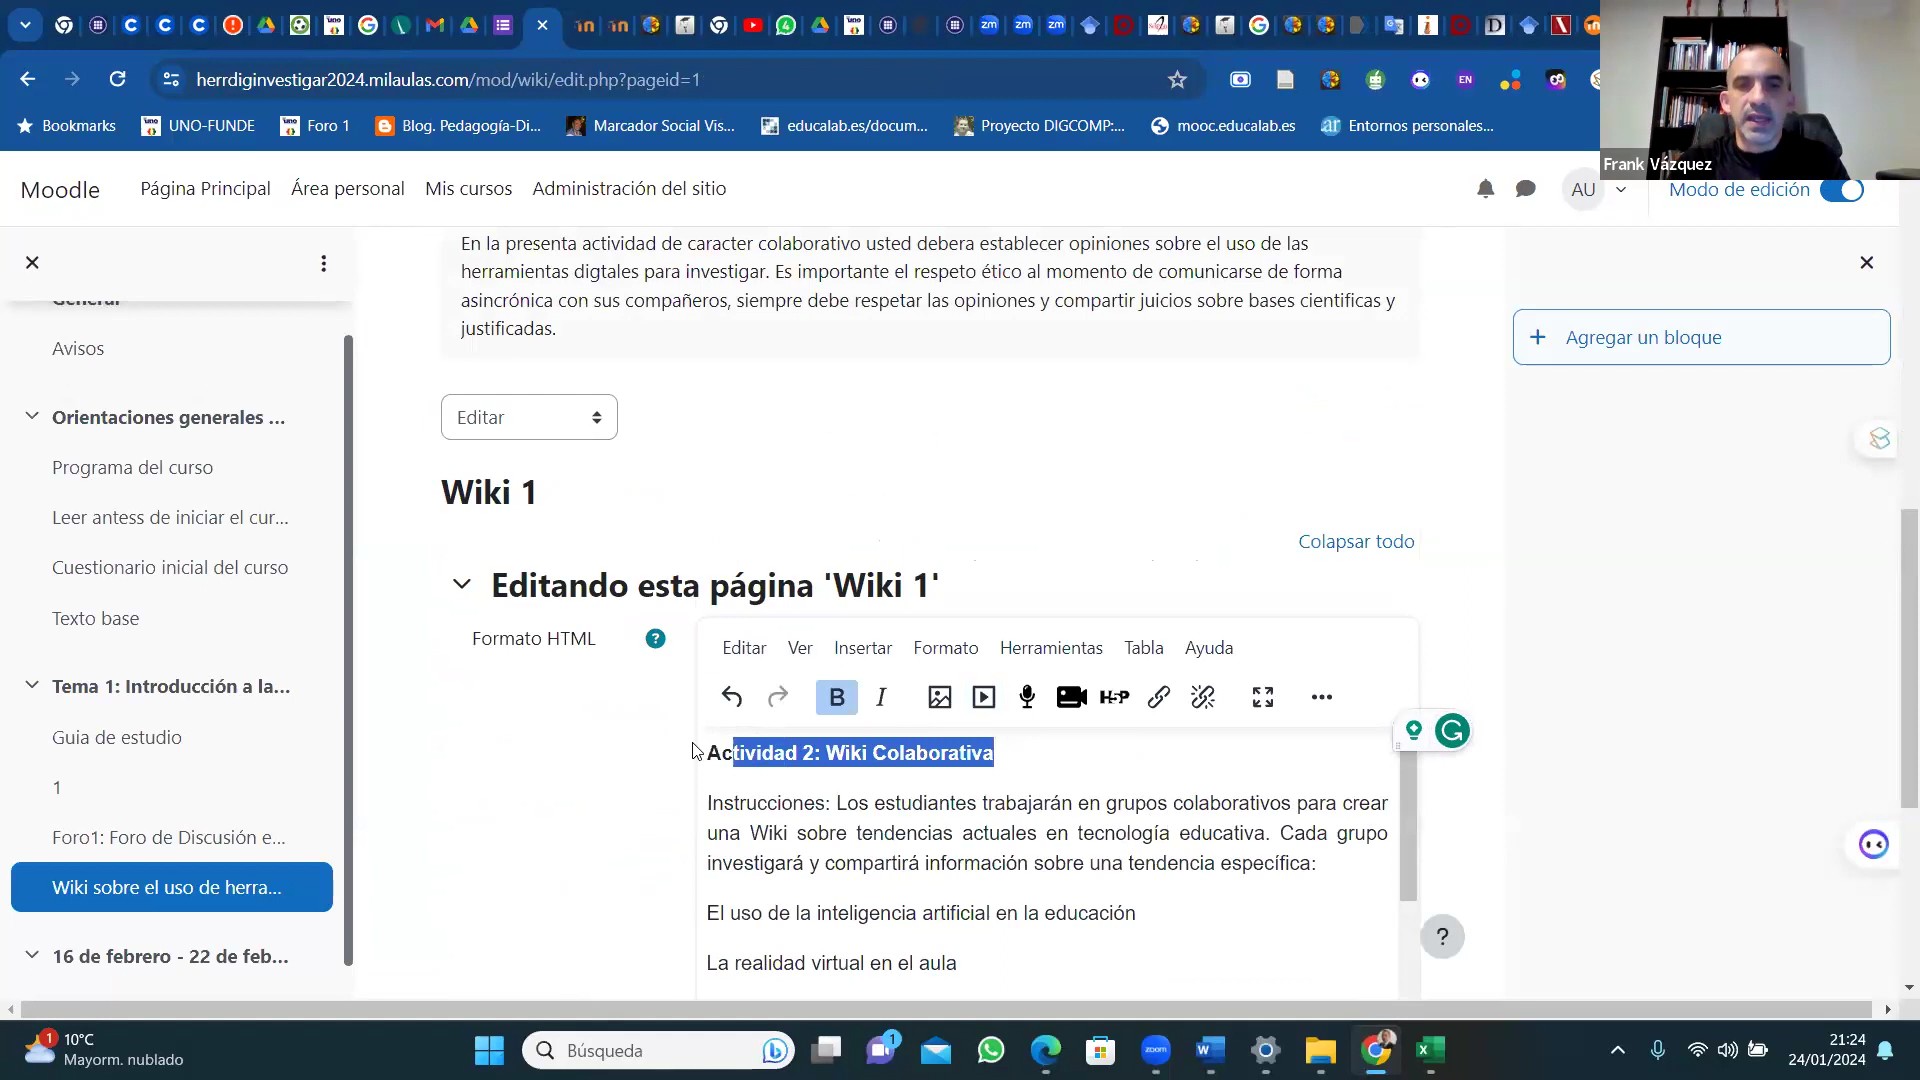 herrdiginvestigar2024.milaulas.com/mod/wiki/edit.php?pageid=1
EN
Bookmarks
UNO-FUNDE
Foro 1
Blog. Pedagogía-Di...
Marcador Social Vis...
educalab.es/docum...
Proyecto DIGCOMP:...
mooc.educalab.es
Entornos personales...
Frank Vázquez
Moodle
Página Principal
Área personal
Mis cursos
Administración del sitio
AU
Modo de edición
General
Avisos
Orientaciones generales ...
Programa del curso
Leer antess de iniciar el cur...
Cuestionario inicial del curso
Texto base
Tema 1: Introducción a la...
Guia de estudio
1
Foro1: Foro de Discusión e...
Wiki sobre el uso de herra...
16 de febrero - 22 de feb...
En la presenta actividad de caracter colaborativo usted debera establecer opiniones sobre el uso de las
herramientas digtales para investigar. Es importante el respeto ético al momento de comunicarse de forma
asincrónica con sus compañeros, siempre debe respetar las opiniones y compartir juicios sobre bases cientificas y
justificadas.
Editar
Wiki 1
Colapsar todo
Editando esta página 'Wiki 1'
Formato HTML
?
Editar Ver Insertar Formato Herramientas Tabla Ayuda
B I H5P
Actividad 2: Wiki Colaborativa
Instrucciones: Los estudiantes trabajarán en grupos colaborativos para crear
una Wiki sobre tendencias actuales en tecnología educativa. Cada grupo
investigará y compartirá información sobre una tendencia específica:
El uso de la inteligencia artificial en la educación
La realidad virtual en el aula
?
+ Agregar un bloque
1
10°C
Mayorm. nublado
Búsqueda
1
zoom
21:24
24/01/2024